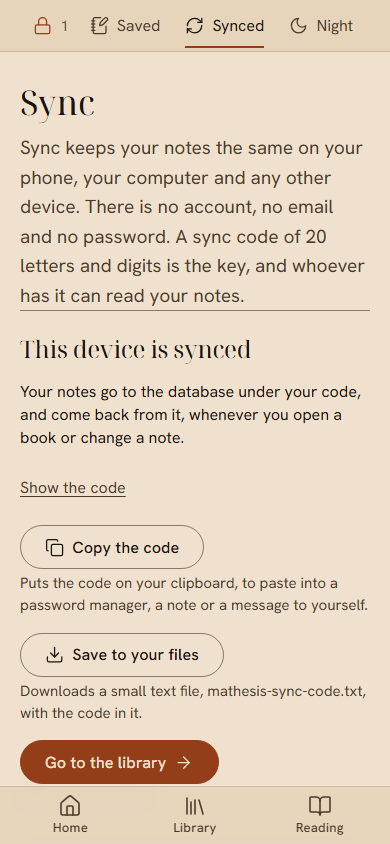 1 Saved Synced Night
Sync
Sync keeps your notes the same on your
phone, your computer and any other
device. There is no account, no email
and no password. A sync code of 20
letters and digits is the key, and whoever
has it can read your notes.
This device is synced
Your notes go to the database under your code,
and come back from it, whenever you open a
book or change a note.
Show the code
Copy the code
Puts the code on your clipboard, to paste into a
password manager, a note or a message to yourself.
Save to your files
Downloads a small text file, mathesis-sync-code.txt,
with the code in it.
Go to the library
Home Library Reading